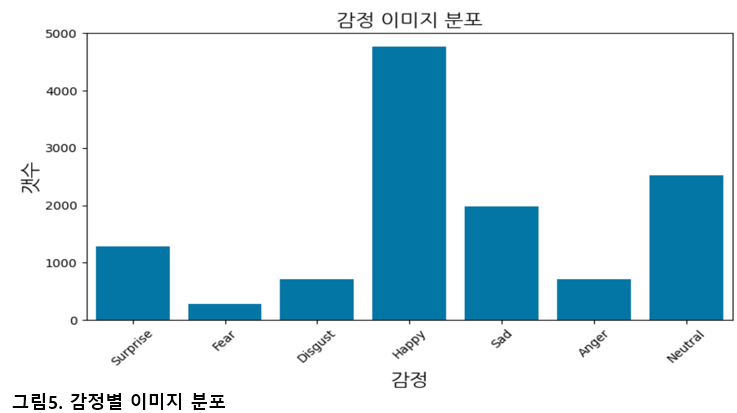 감정 이미지 분포
5000
4000
3000
2000
1000
0
갯수
Surprise
Fear
Disgust
Happy
Sad
Anger
Neutral
감정
그림5. 감정별 이미지 분포